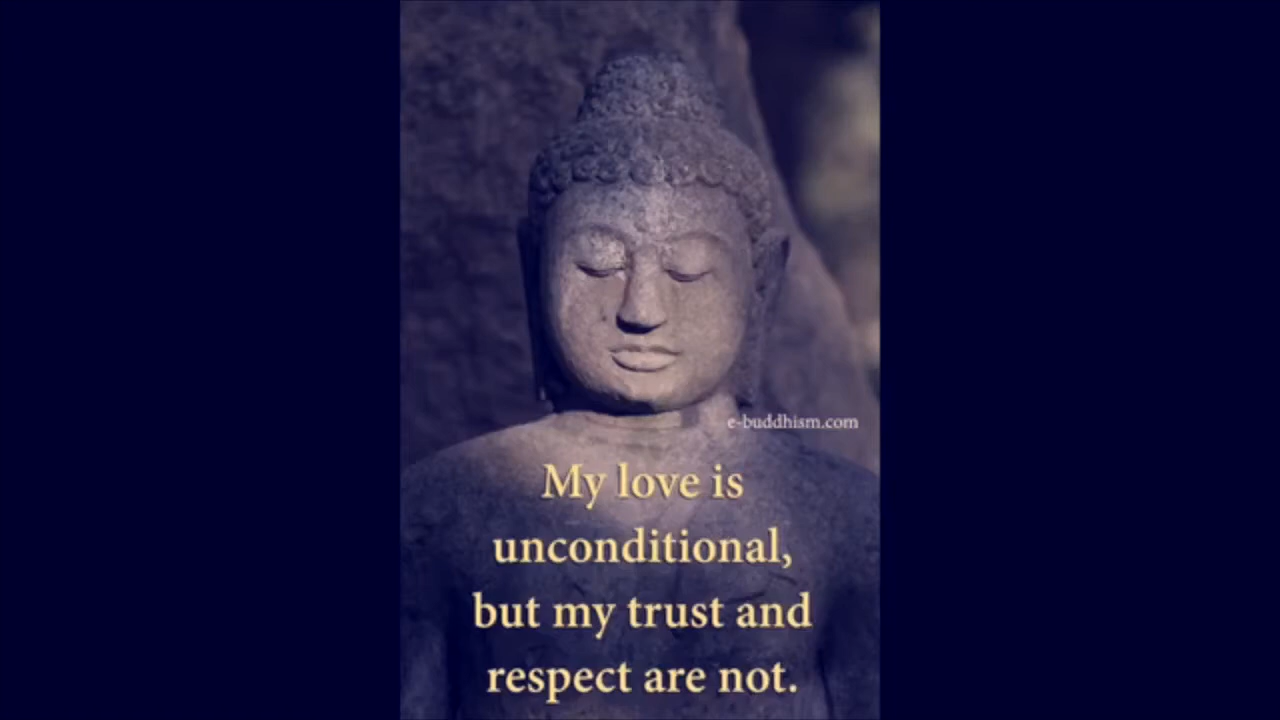 e-buddhism.com
My love is
unconditional,
but my trust and
respect are not.